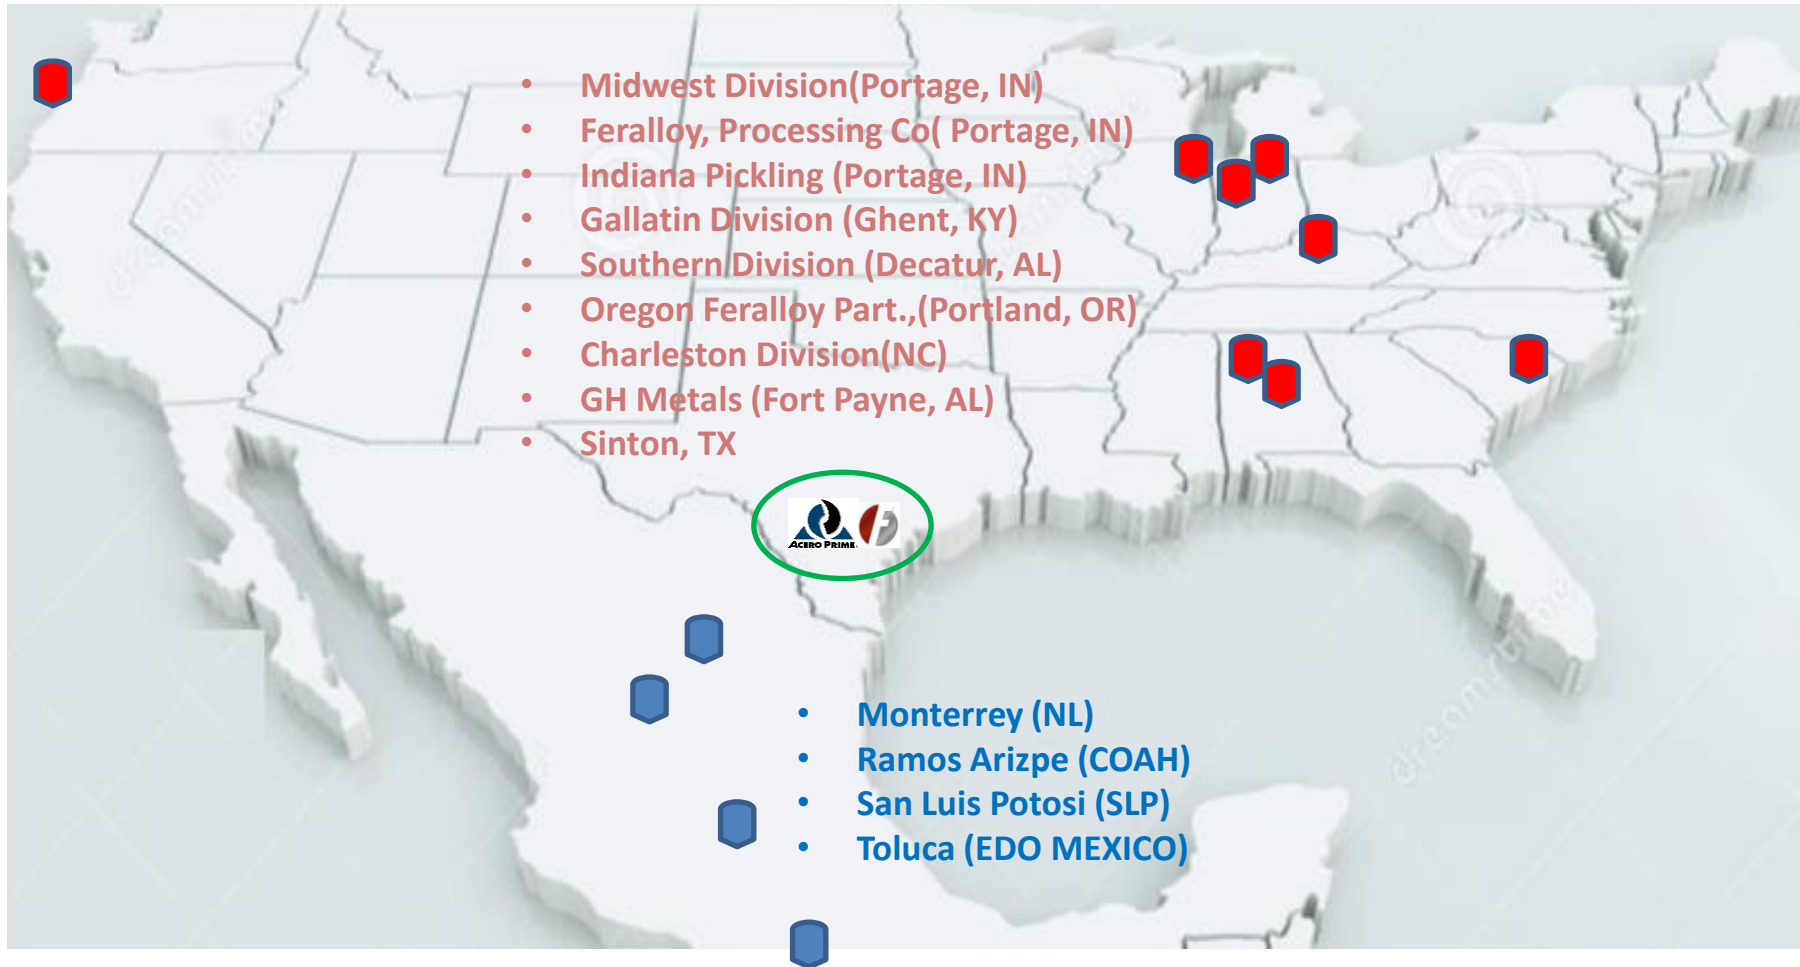 • Midwest Division(Portage, IN)
• Feralloy, Processing Co( Portage, IN)
• Indiana Pickling (Portage, IN)
• Gallatin Division (Ghent, KY)
• Southern Division (Decatur, AL)
• Oregon Feralloy Part.,(Portland, OR)
• Charleston Division(NC)
• GH Metals (Fort Payne, AL)
• Sinton, TX
ACERO PRIME
F
• Monterrey (NL)
• Ramos Arizpe (COAH)
• San Luis Potosi (SLP)
• Toluca (EDO MEXICO)